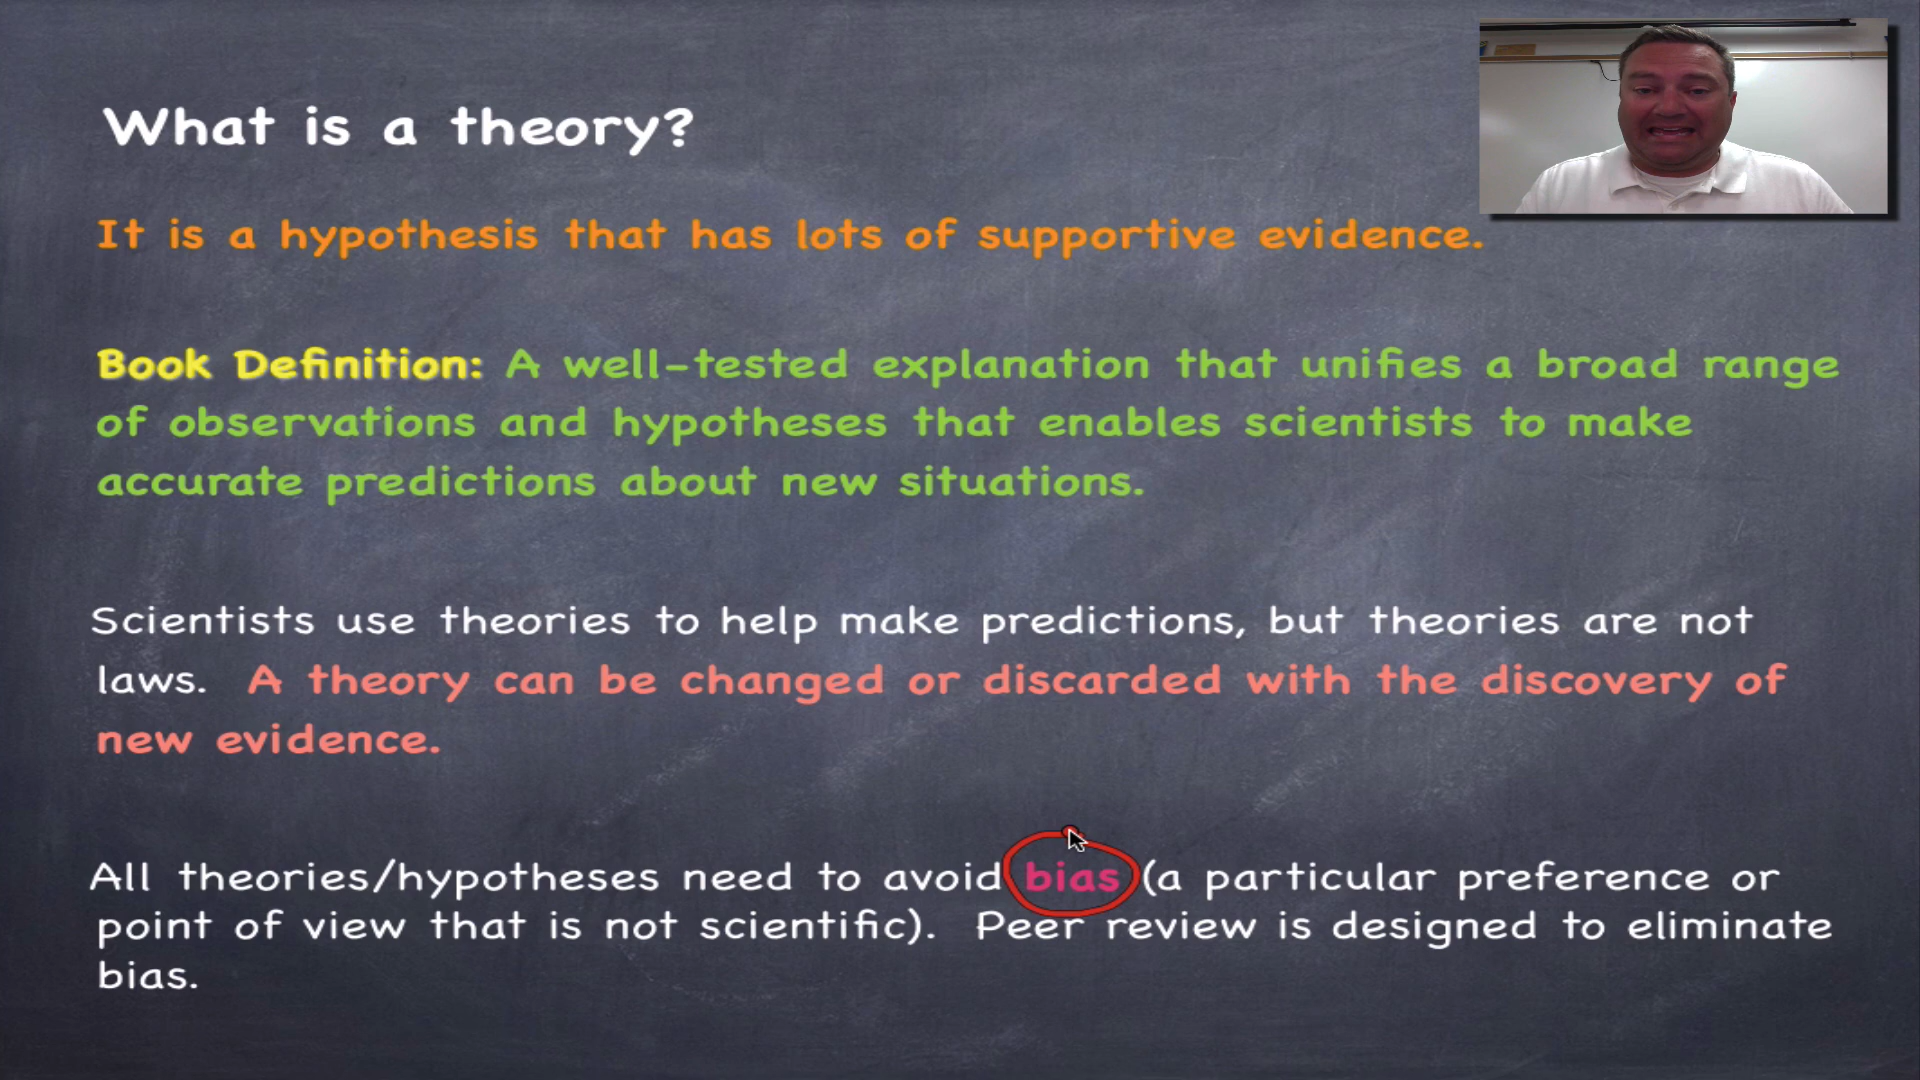 What is a theory?
It is a hypothesis that has lots of supportive evidence.
Book Definition: A well-tested explanation that unifies a broad range
of observations and hypotheses that enables scientists to make
accurate predictions about new situations.
Scientists use theories to help make predictions, but theories are not
laws. A theory can be changed or discarded with the discovery of
new evidence.
All theories/hypotheses need to avoid bias (a particular preference or
point of view that is not scientific). Peer review is designed to eliminate
bias.